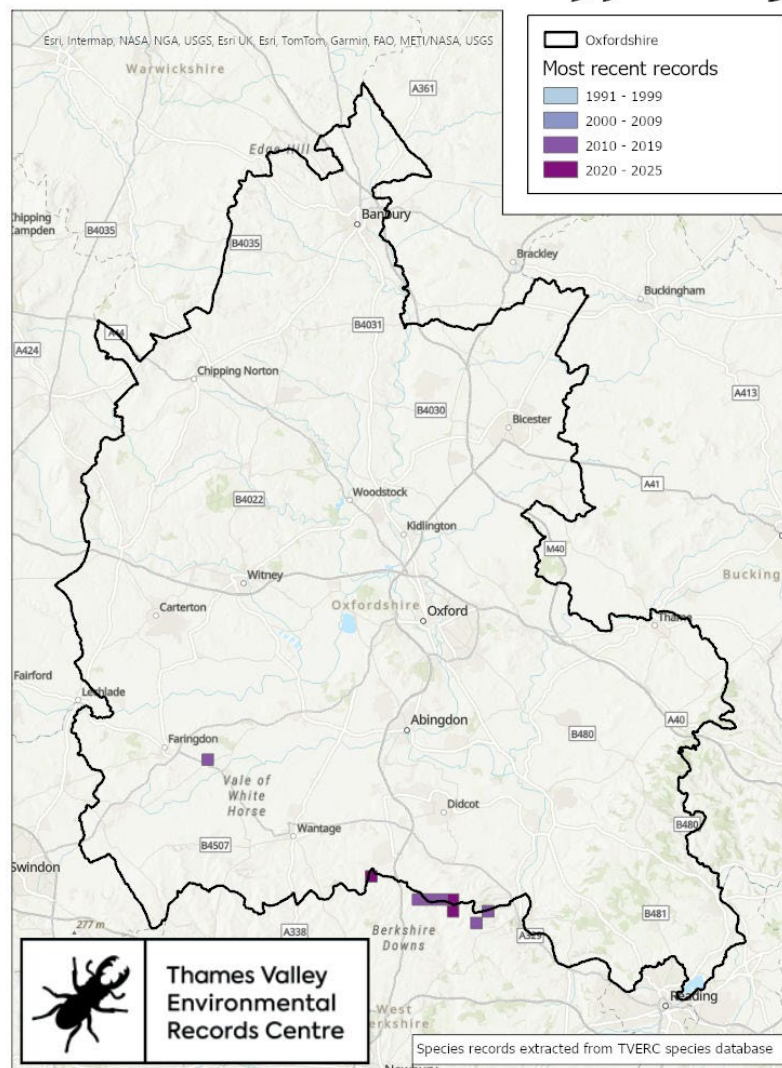 Esri, Intermap, NASA, NGA, USGS, Esri UK, Esri, TomTom, Garmin, FAO, METI/NASA, USGS
Oxfordshire
Most recent records
1991 - 1999
2000 - 2009
2010 - 2019
2020 - 2025
Warwickshire
A361
Edge Hill
Banbury
Chipping
Campden
B4035
B4035
Brackley
Buckingham
A44
B4031
A424
Chipping Norton
A413
B4030
Bicester
A41
B4022
Woodstock
Kidlington
M40
Witney
Bucking
Oxfordshire
Carterton
Oxford
Thame
Fairford
Lechlade
A40
Abingdon
B480
Faringdon
Vale of
White
Horse
Didcot
B480
Wantage
B4507
Swindon
277 m
A338
Berkshire
Downs
A329
B481
West
erkshire
Reading
Thames Valley
Environmental
Records Centre
Species records extracted from TVERC species database